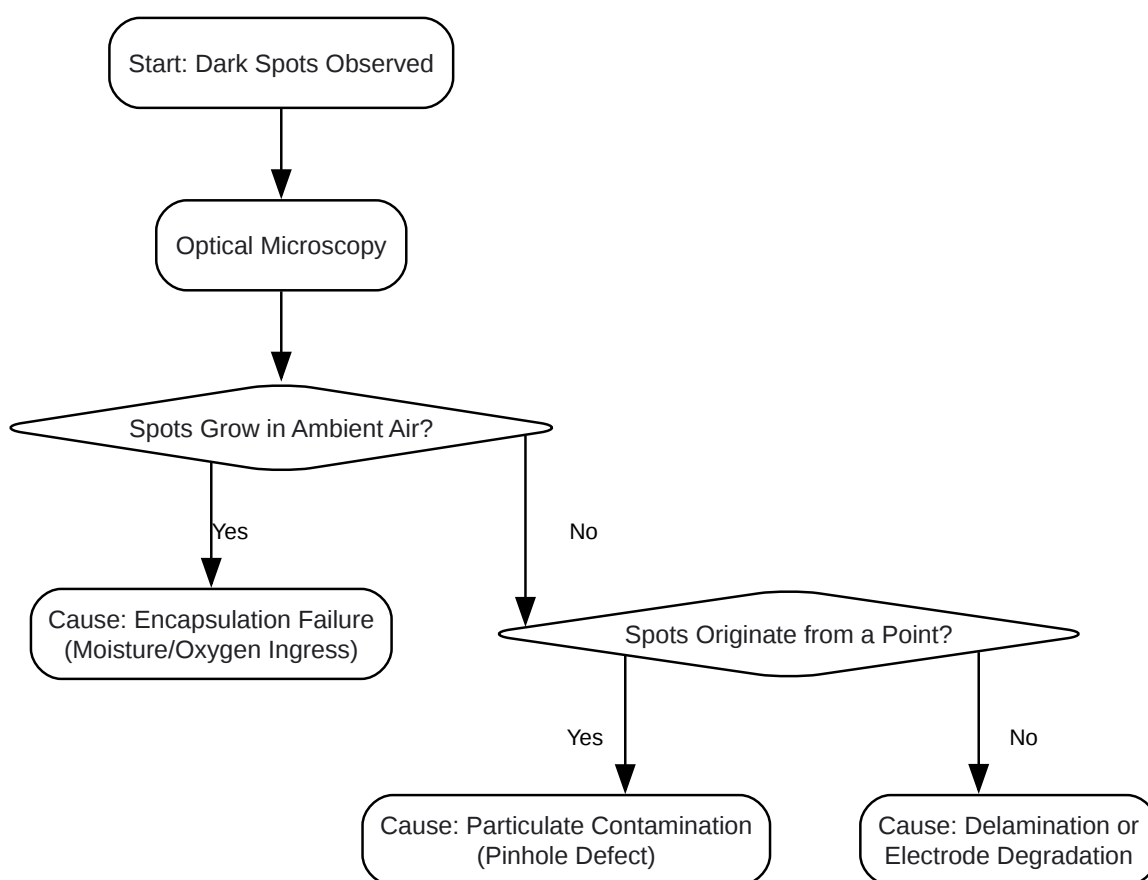 Start: Dark Spots Observed
Optical Microscopy
Spots Grow in Ambient Air?
Yes
No
Cause: Encapsulation Failure
(Moisture/Oxygen Ingress)
Spots Originate from a Point?
Yes
No
Cause: Particulate Contamination
(Pinhole Defect)
Cause: Delamination or
Electrode Degradation